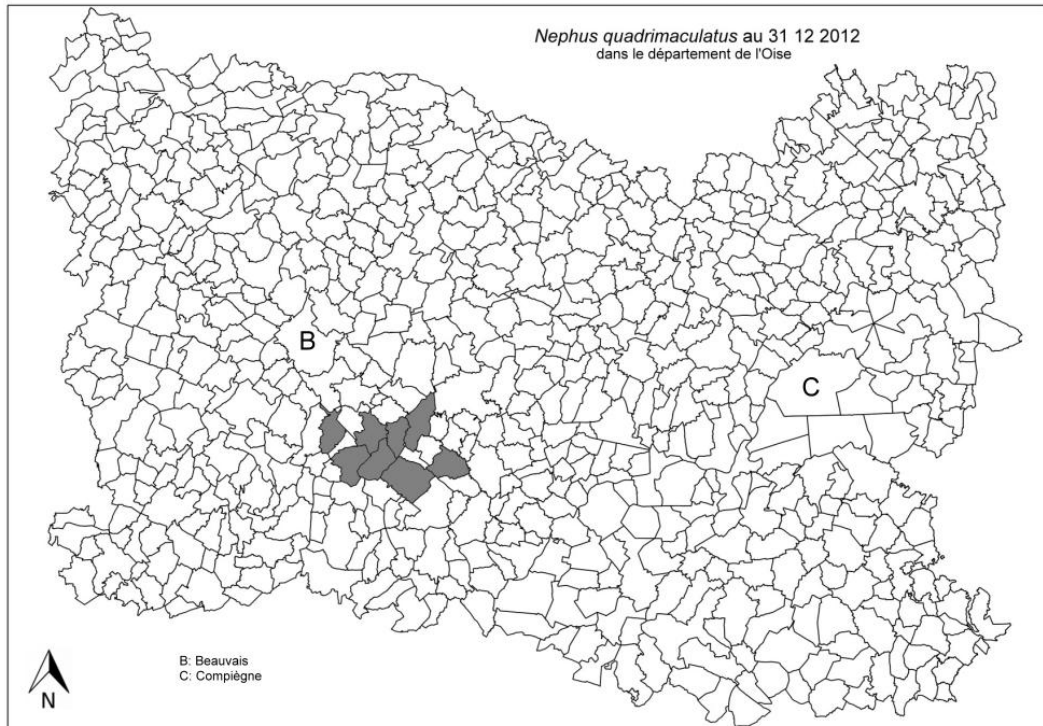 Nephus quadrimaculatus au 31 12 2012
dans le département de l'Oise
B
C
B: Beauvais
C: Compiègne
N